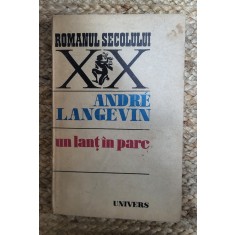 ROMANUL SECOLULUI
XX
ANDRÉ
LANGEVIN
un lanț în parc
UNIVERS